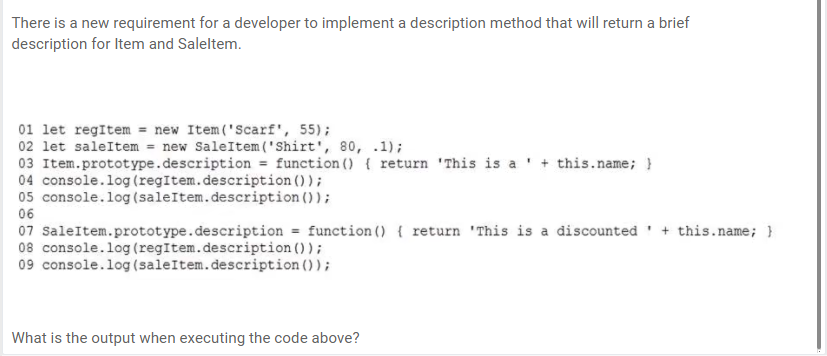 There is a new requirement for a developer to implement a description method that will return a brief
description for Item and SaleItem.
01 let regItem = new Item('Scarf', 55);
02 let saleItem = new SaleItem('Shirt', 80, .1);
03 Item.prototype.description = function() { return 'This is a ' + this.name; }
04 console.log(regItem.description());
05 console.log(saleItem.description());
06
07 SaleItem.prototype.description = function() { return 'This is a discounted ' + this.name; }
08 console.log(regItem.description());
09 console.log(saleItem.description());
What is the output when executing the code above?